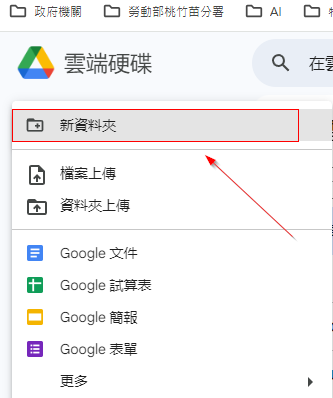 政府機關 勞動部桃竹苗分署 AI
雲端硬碟 在雲
新資料夾
檔案上傳
資料夾上傳
Google 文件
Google 試算表
Google 簡報
Google 表單
更多